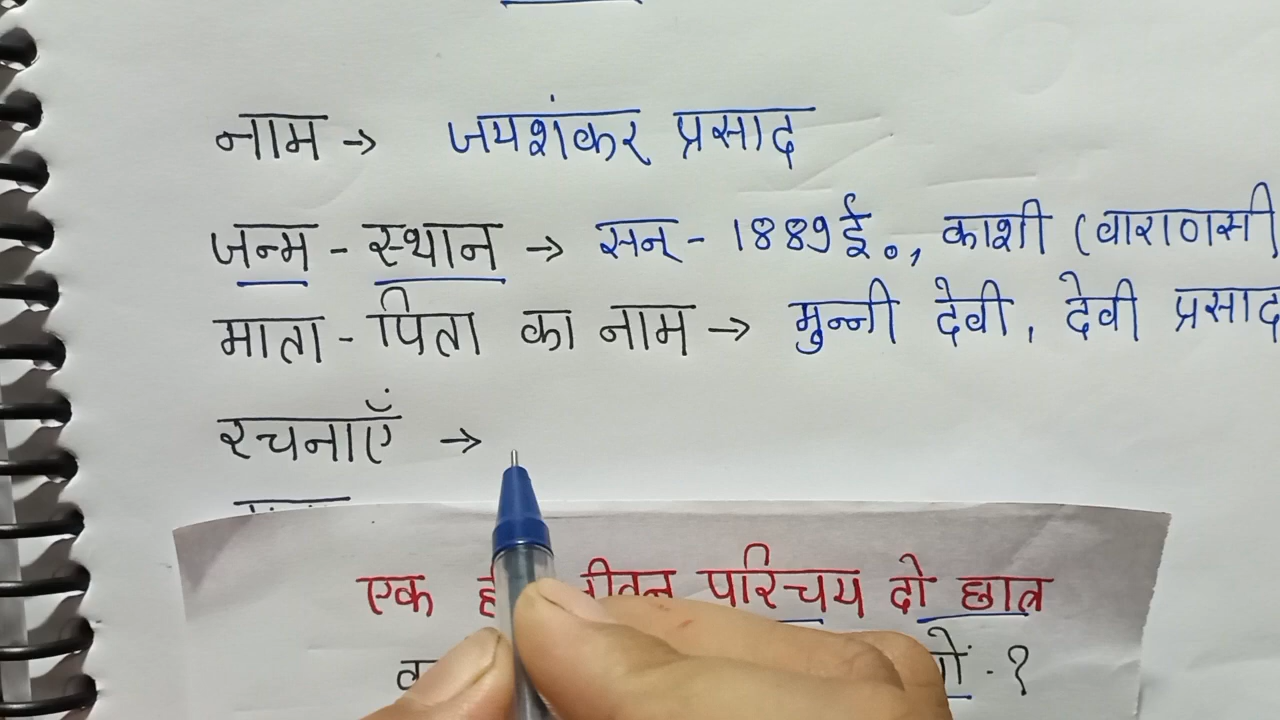 नाम → जयशंकर प्रसाद
जन्म - स्थान → सन् - 1889 ई०, काशी (वाराणसी
माता - पिता का नाम → मुन्नी देवी, देवी प्रसाद
रचनाएँ →
एक परिचय दो छात्र